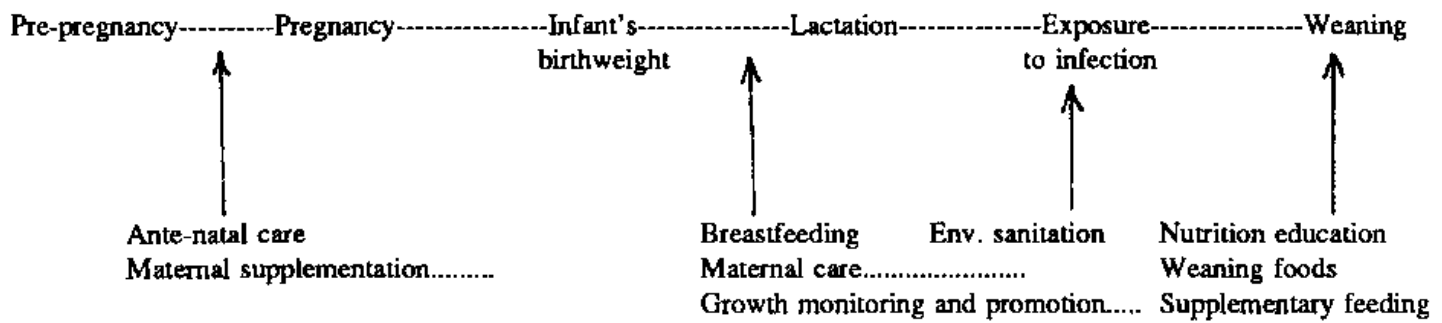 Pre-pregnancy----------Pregnancy----------------Infant's----------------Lactation---------------Exposure----------------Weaning
birthweight to infection
Ante-natal care Breastfeeding Env. sanitation Nutrition education
Maternal supplementation......... Maternal care........................ Weaning foods
Growth monitoring and promotion..... Supplementary feeding